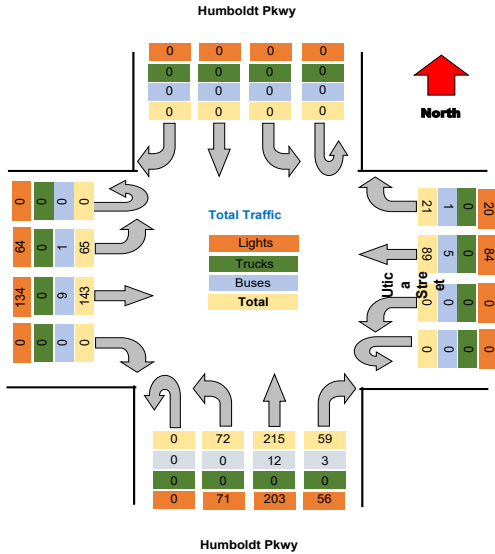 Humboldt Pkwy
0 0 0 0
0 0 0 0
0 0 0 0
0 0 0 0
North
0 0 0 0
64 0 1 65
134 0 9 143
0 0 0 0
Total Traffic
Lights
Trucks
Buses
Total
21 1 0 20
89 5 0 84
0 0 0 0
0 0 0 0
Utic
a
Stre
et
0 72 215 59
0 0 12 3
0 0 0 0
0 71 203 56
Humboldt Pkwy